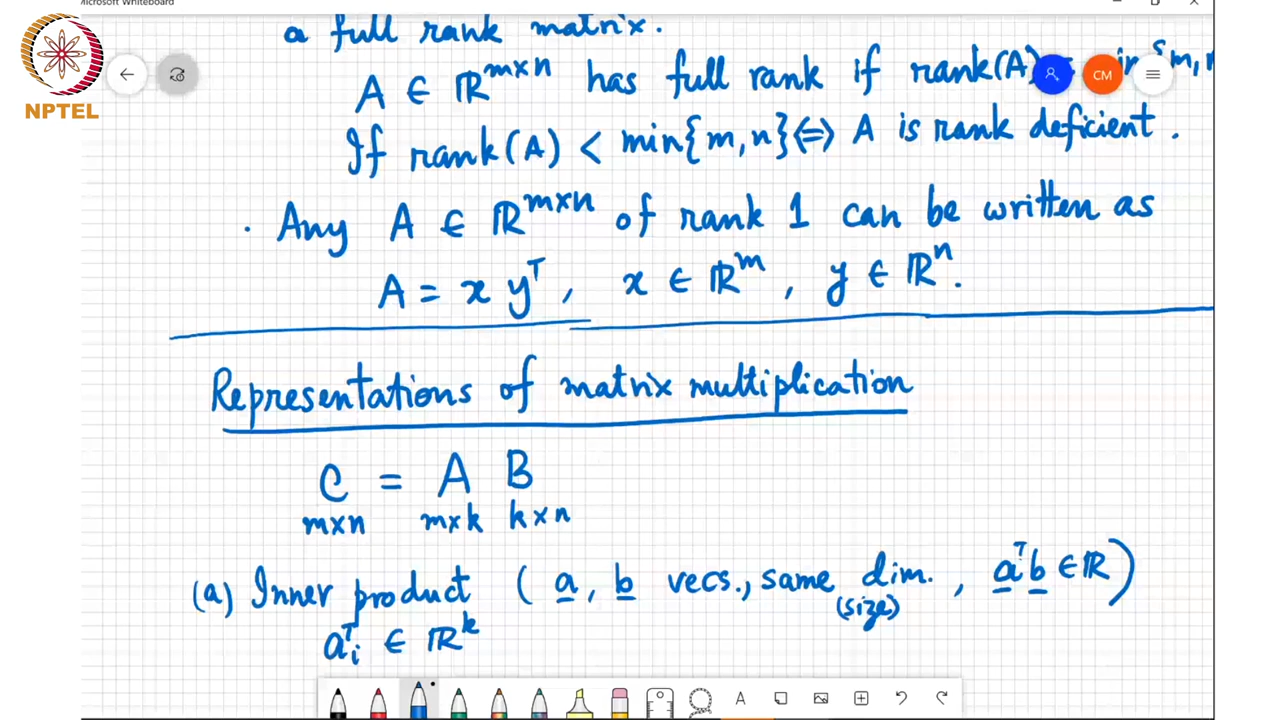 Microsoft Whiteboard
a full rank matrix.
A ∈ ℝ^{m×n} has full rank if rank(A)
CM
NPTEL
If rank(A) < min{m, n} ⇔ A is rank deficient.
· Any A ∈ ℝ^{m×n} of rank 1 can be written as
A = x y^T, x ∈ ℝ^m, y ∈ ℝ^n.
Representations of matrix multiplication
C = A B
m×n m×k k×n
(a) Inner product (a, b vecs., same dim., a^T b ∈ ℝ)
(size)
a_i^T ∈ ℝ^k
A